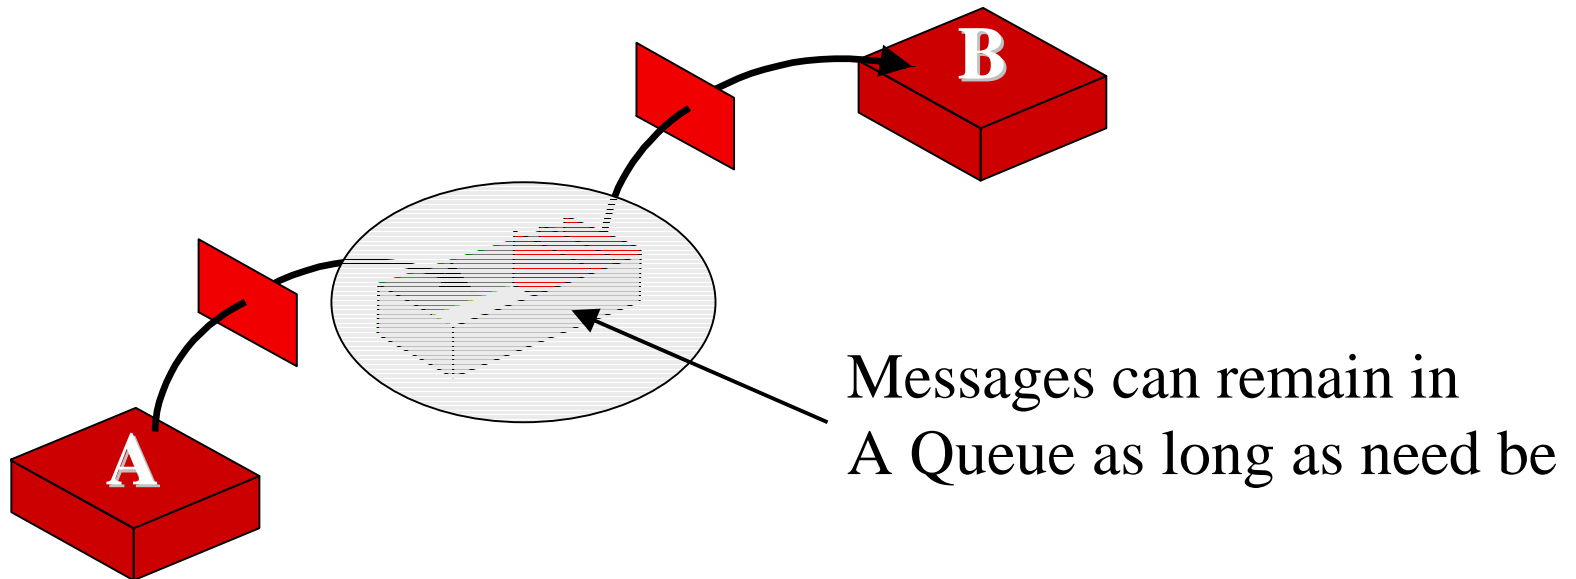 B
A
Messages can remain in
A Queue as long as need be